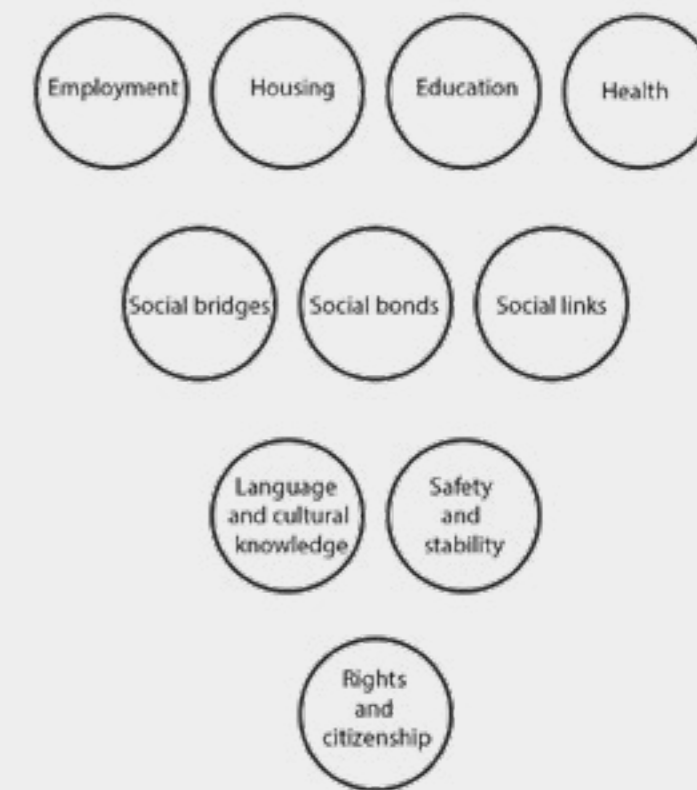 Employment
Housing
Education
Health
Social bridges
Social bonds
Social links
Language
and cultural
knowledge
Safety
and
stability
Rights
and
citizenship